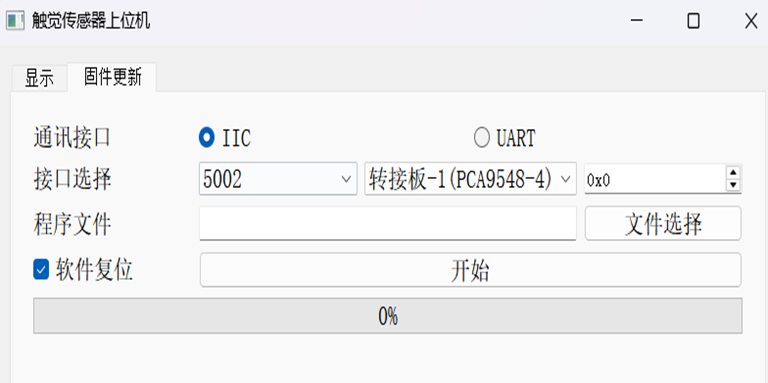 触觉传感器上位机
显示 固件更新
通讯接口 IIC UART
接口选择 5002 转接板-1(PCA9548-4) 0x0
程序文件 文件选择
软件复位 开始
0%